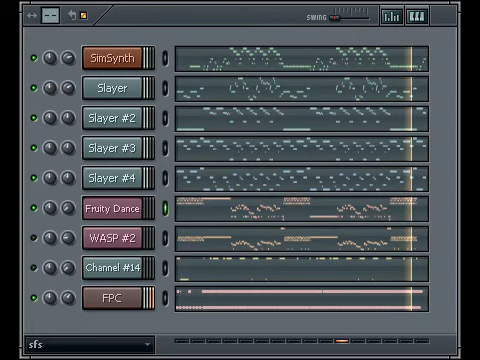 SWING
SimSynth
Slayer
Slayer #2
Slayer #3
Slayer #4
Fruity Dance
WASP #2
Channel #14
FPC
sfs